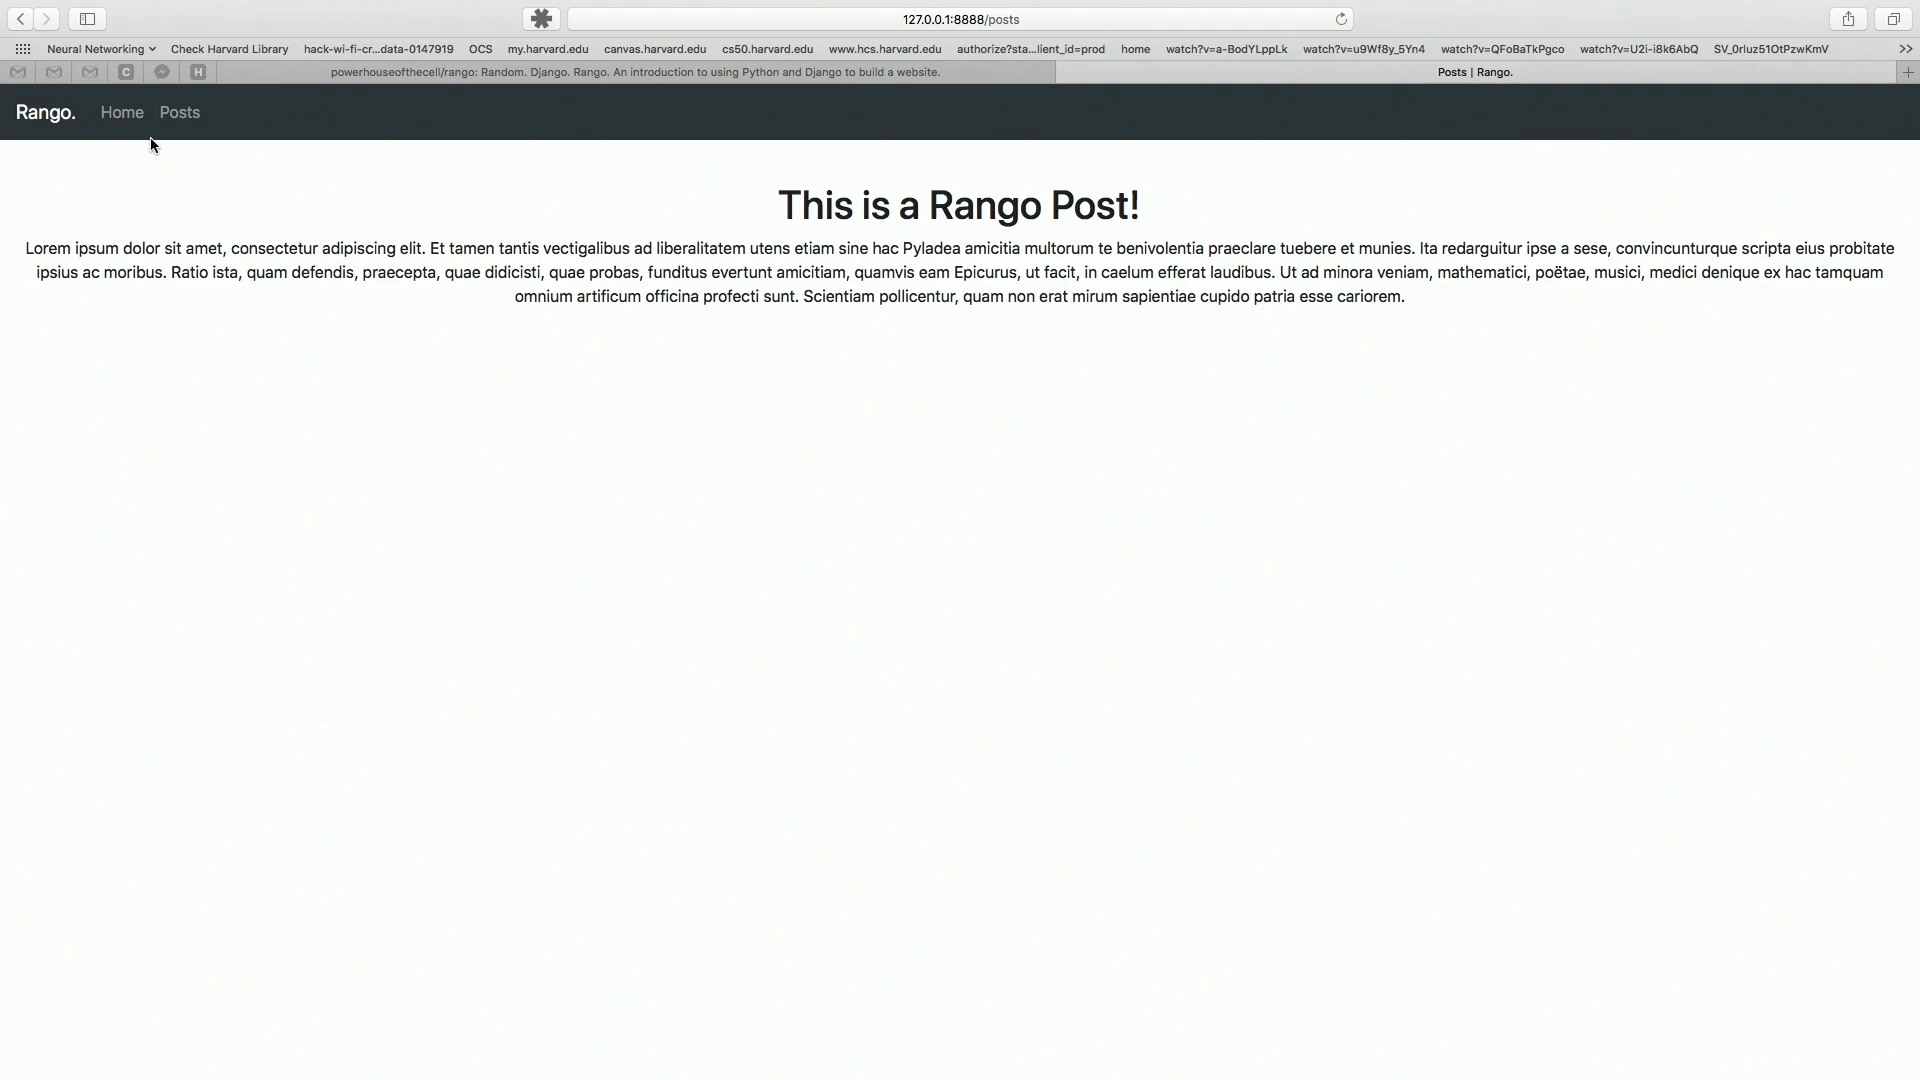 127.0.0.1:8888/posts
Neural Networking Check Harvard Library hack-wi-fi-cr...data-0147919 OCS my.harvard.edu canvas.harvard.edu cs50.harvard.edu www.hcs.harvard.edu authorize?sta...lient_id=prod home watch?v=a-BodYLppLk watch?v=u9Wf8y_5Yn4 watch?v=QFoBaTkPgco watch?v=U2i-i8k6AbQ SV_0rluz51OtPzwKmV
C H powerhouseofthecell/rango: Random. Django. Rango. An introduction to using Python and Django to build a website. Posts | Rango.
Rango. Home Posts
This is a Rango Post!
Lorem ipsum dolor sit amet, consectetur adipiscing elit. Et tamen tantis vectigalibus ad liberalitatem utens etiam sine hac Pyladea amicitia multorum te benivolentia praeclare tuebere et munies. Ita redarguitur ipse a sese, convincunturque scripta eius probitate
ipsius ac moribus. Ratio ista, quam defendis, praecepta, quae didicisti, quae probas, funditus evertunt amicitiam, quamvis eam Epicurus, ut facit, in caelum efferat laudibus. Ut ad minora veniam, mathematici, poëtae, musici, medici denique ex hac tamquam
omnium artificum officina profecti sunt. Scientiam pollicentur, quam non erat mirum sapientiae cupido patria esse cariorem.